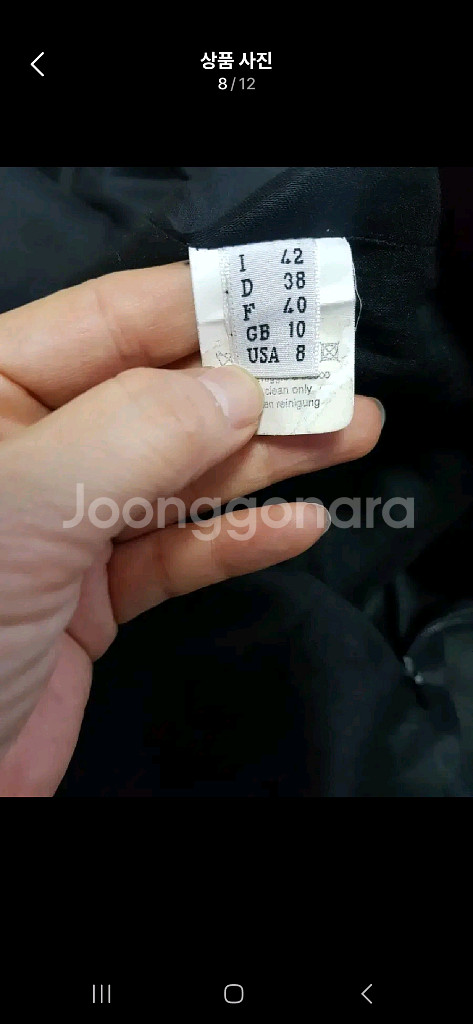 상품 사진
8/12
I 42
D 38
F 40
GB 10
USA 8
clean only
reinigung
Joonggonara